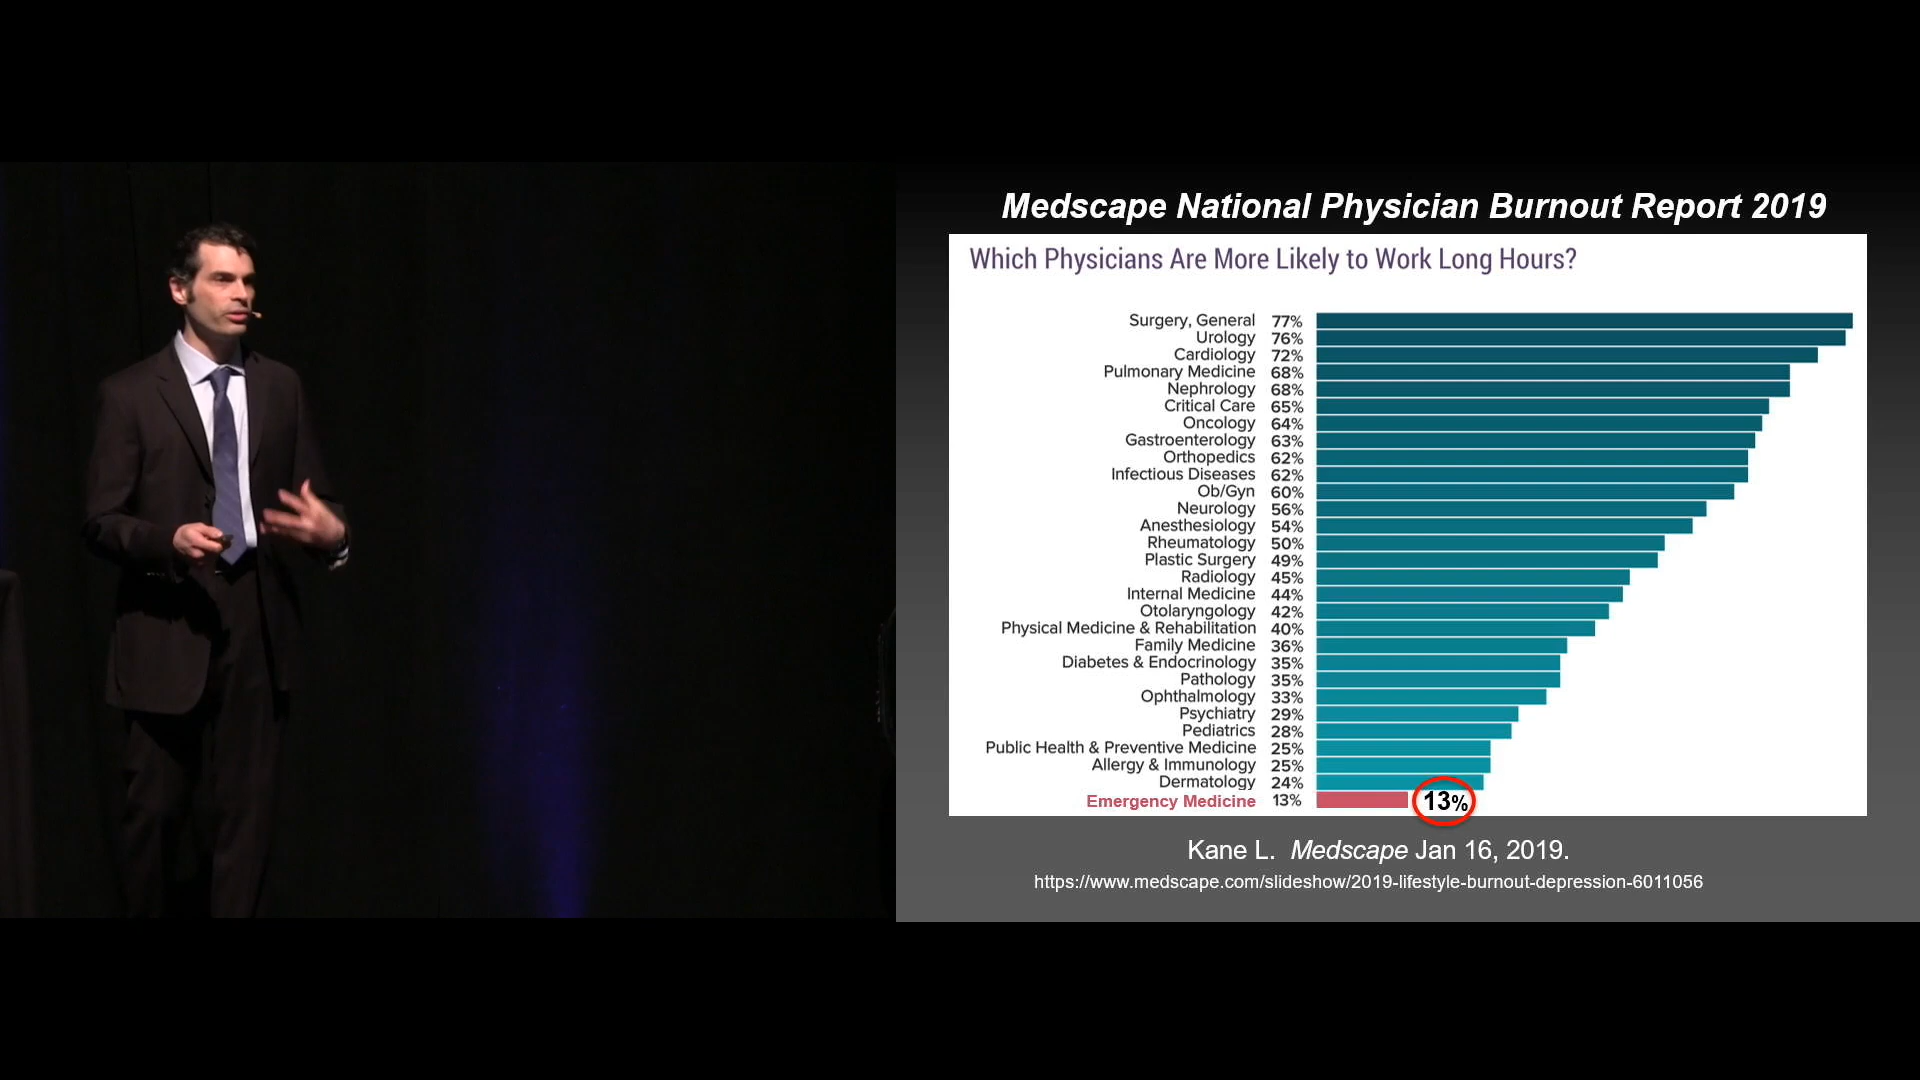 Medscape National Physician Burnout Report 2019
Which Physicians Are More Likely to Work Long Hours?
Surgery, General 77%
Urology 76%
Cardiology 72%
Pulmonary Medicine 68%
Nephrology 68%
Critical Care 65%
Oncology 64%
Gastroenterology 63%
Orthopedics 62%
Infectious Diseases 62%
Ob/Gyn 60%
Neurology 56%
Anesthesiology 54%
Rheumatology 50%
Plastic Surgery 49%
Radiology 45%
Internal Medicine 44%
Otolaryngology 42%
Physical Medicine & Rehabilitation 40%
Family Medicine 36%
Diabetes & Endocrinology 35%
Pathology 35%
Ophthalmology 33%
Psychiatry 29%
Pediatrics 28%
Public Health & Preventive Medicine 25%
Allergy & Immunology 25%
Dermatology 24%
Emergency Medicine 13% 13%
Kane L. Medscape Jan 16, 2019.
https://www.medscape.com/slideshow/2019-lifestyle-burnout-depression-6011056